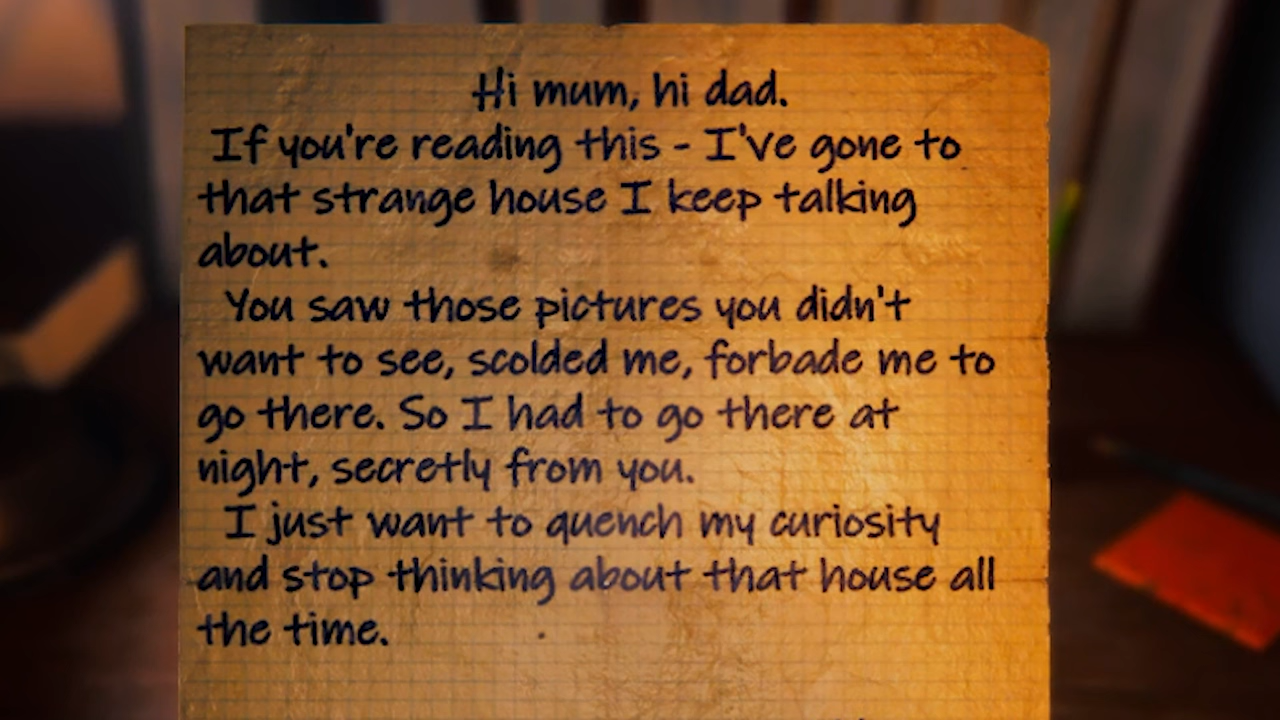 Hi mum, hi dad.
If you're reading this - I've gone to
that strange house I keep talking
about.
You saw those pictures you didn't
want to see, scolded me, forbade me to
go there. So I had to go there at
night, secretly from you.
I just want to quench my curiosity
and stop thinking about that house all
the time.